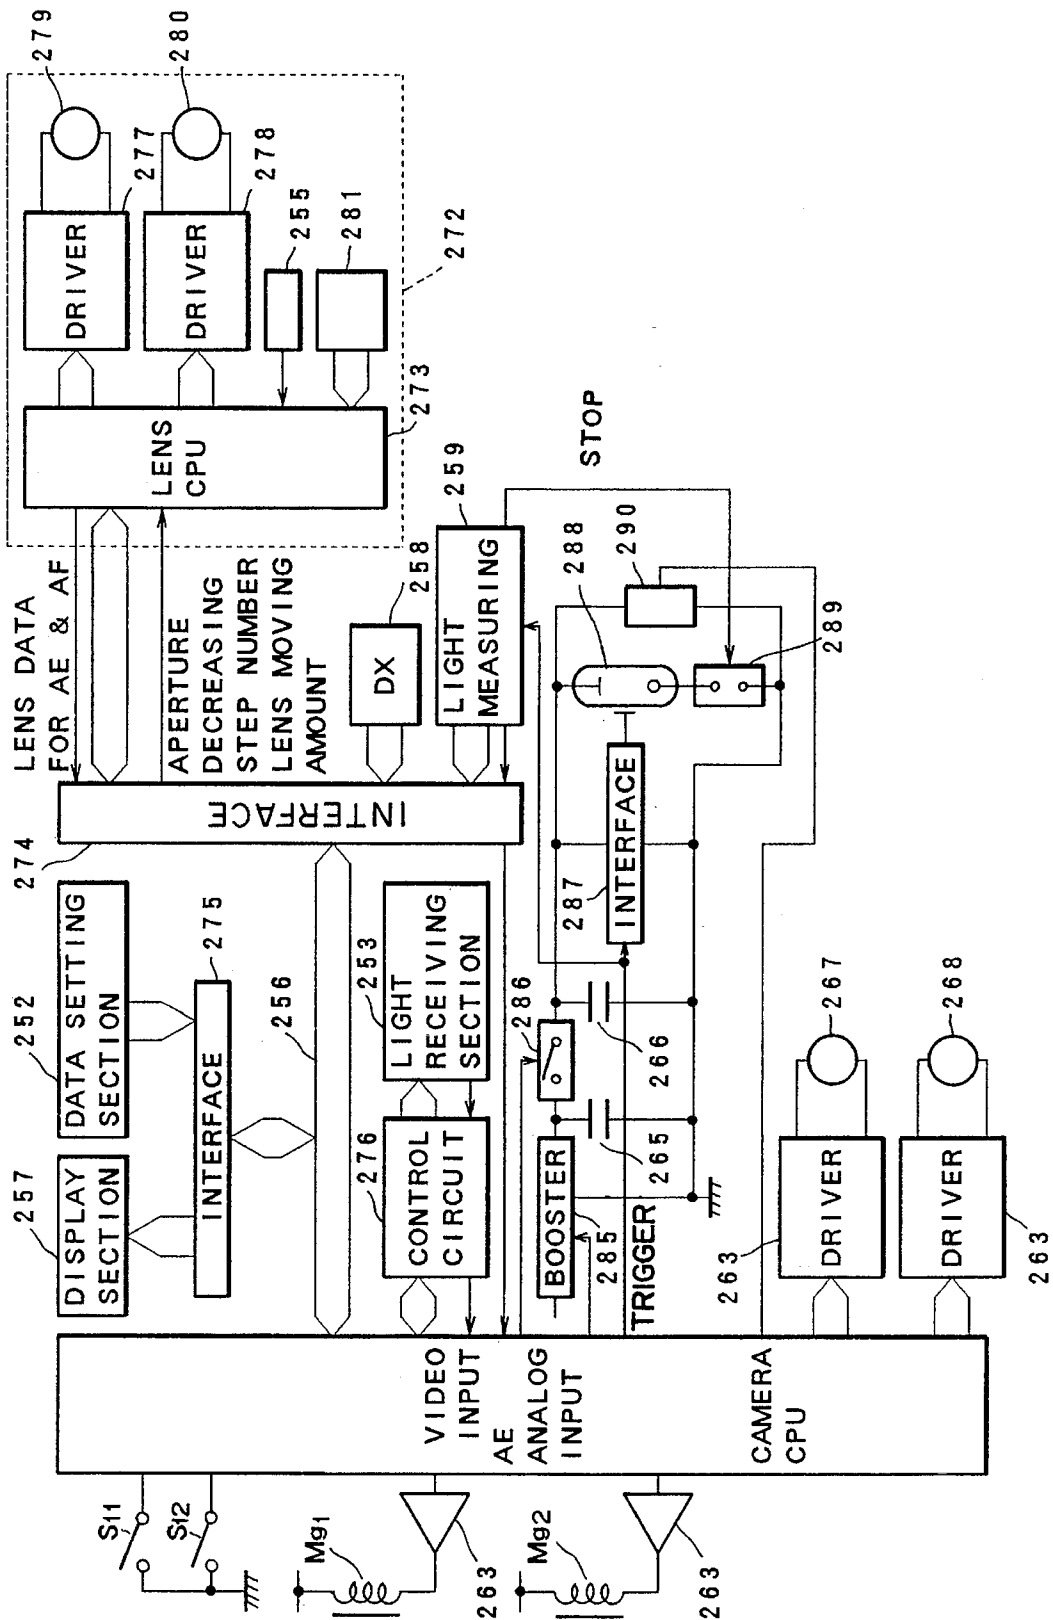 279
280
DRIVER
277
DRIVER
278
255
281
272
LENS
CPU
273
LENS DATA
FOR AE & AF
APERTURE
DECREASING
STEP NUMBER
LENS MOVING
AMOUNT
DX
258
LIGHT
MEASURING
259
STOP
INTERFACE
274
252
DATA SETTING
SECTION
257
DISPLAY
SECTION
INTERFACE
275
256
253
LIGHT
RECEIVING
SECTION
276
CONTROL
CIRCUIT
286
266
265
BOOSTER
285
TRIGGER
287
INTERFACE
288
290
289
267
268
263
DRIVER
DRIVER
263
VIDEO
INPUT
AE
ANALOG
INPUT
CAMERA
CPU
S11
S12
Mg1
263
Mg2
263